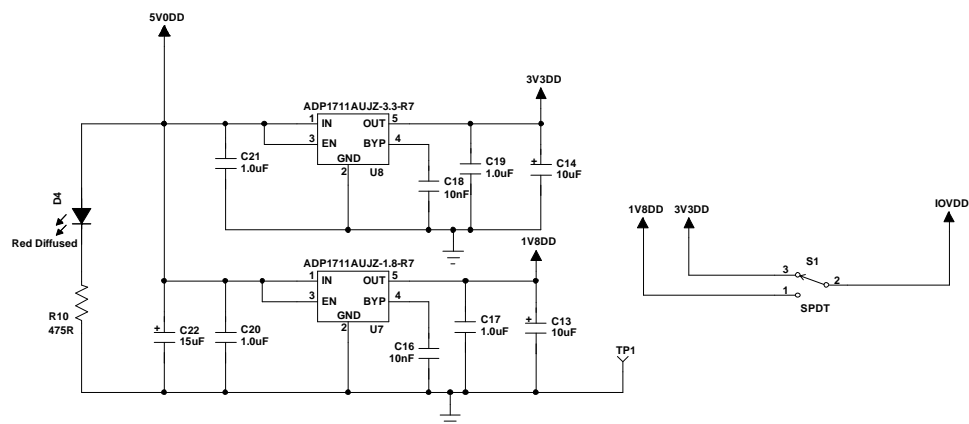 5V0DD
3V3DD
ADP1711AUJZ-3.3-R7
1 IN OUT 5
3 EN BYP 4
GND
2
U8
C21
1.0uF
C18
10nF
C19
1.0uF
+ C14
10uF
D4
Red Diffused
R10
475R
1V8DD
ADP1711AUJZ-1.8-R7
1 IN OUT 5
3 EN BYP 4
GND
2
U7
+ C22
15uF
C20
1.0uF
C16
10nF
C17
1.0uF
+ C13
10uF
TP1
1V8DD
3V3DD
IOVDD
S1
3
2
1
SPDT